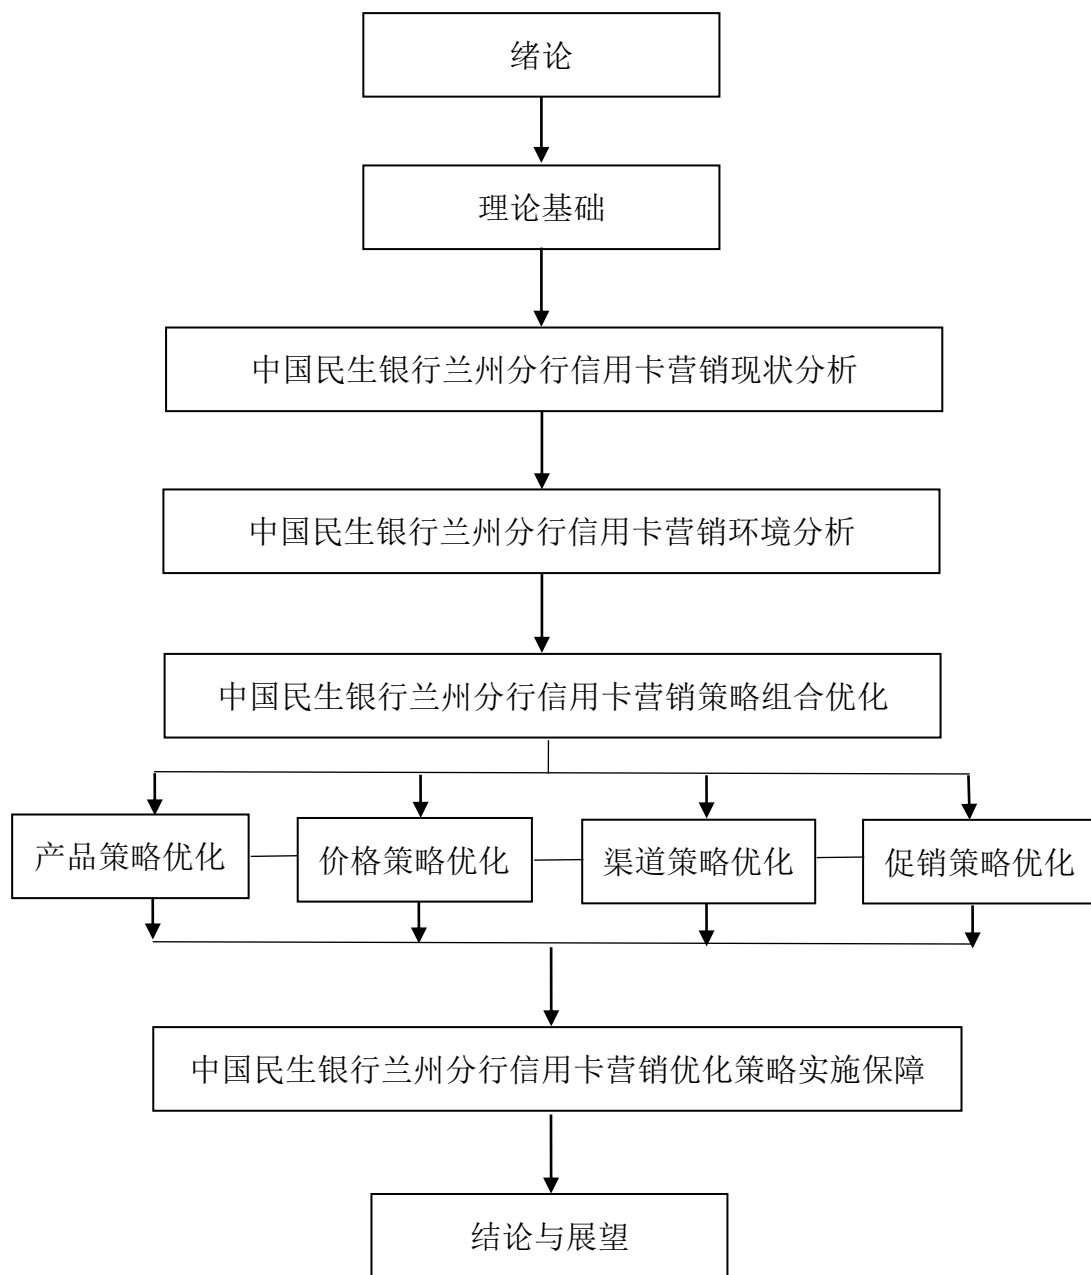 绪论
理论基础
中国民生银行兰州分行信用卡营销现状分析
中国民生银行兰州分行信用卡营销环境分析
中国民生银行兰州分行信用卡营销策略组合优化
产品策略优化
价格策略优化
渠道策略优化
促销策略优化
中国民生银行兰州分行信用卡营销优化策略实施保障
结论与展望